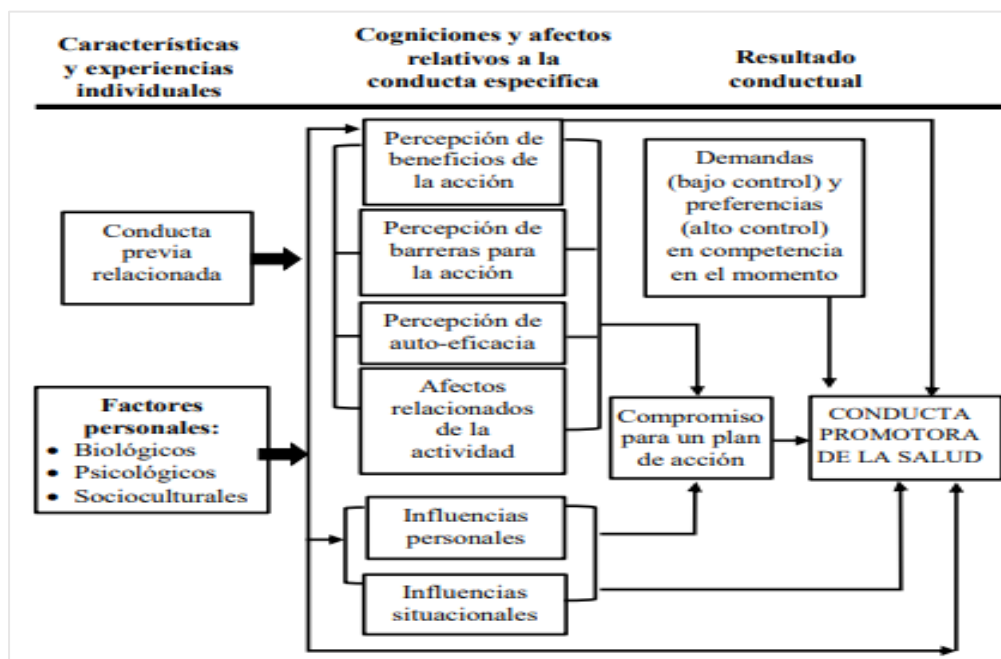 Características
y experiencias
individuales
Cogniciones y afectos
relativos a la
conducta especifica
Resultado
conductual
Conducta
previa
relacionada
Factores
personales:
• Biológicos
• Psicológicos
• Socioculturales
Percepción de
beneficios de
la acción
Percepción de
barreras para
la acción
Percepción de
auto-eficacia
Afectos
relacionados
de la
actividad
Influencias
personales
Influencias
situacionales
Demandas
(bajo control) y
preferencias
(alto control)
en competencia
en el momento
Compromiso
para un plan
de acción
CONDUCTA
PROMOTORA
DE LA SALUD